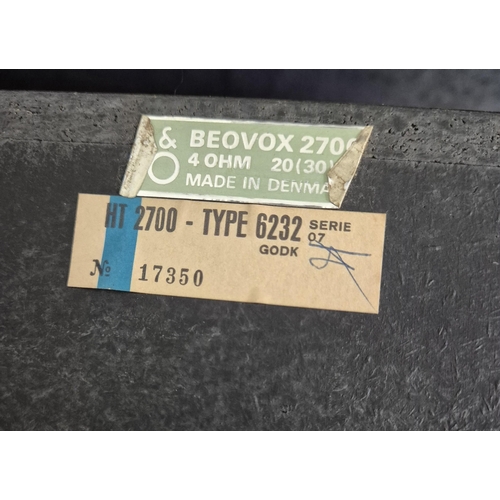 & BEOVOX 2700
O 4 OHM 20(30)
MADE IN DENMA
HT 2700 - TYPE 6232 SERIE
07
GODK
№ 17350